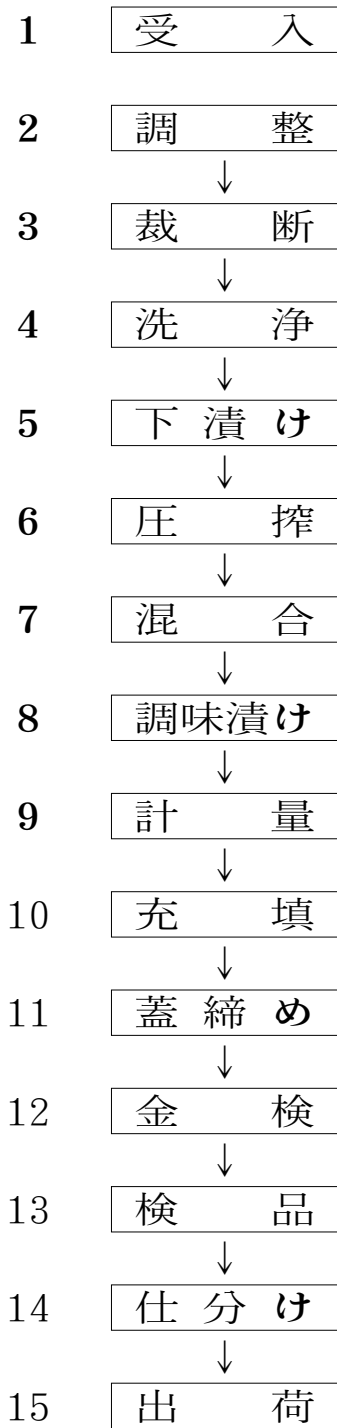 1 受入
2 調整
↓
3 裁断
↓
4 洗浄
↓
5 下漬け
↓
6 圧搾
↓
7 混合
↓
8 調味漬け
↓
9 計量
↓
10 充填
↓
11 蓋締め
↓
12 金検
↓
13 検品
↓
14 仕分け
↓
15 出荷